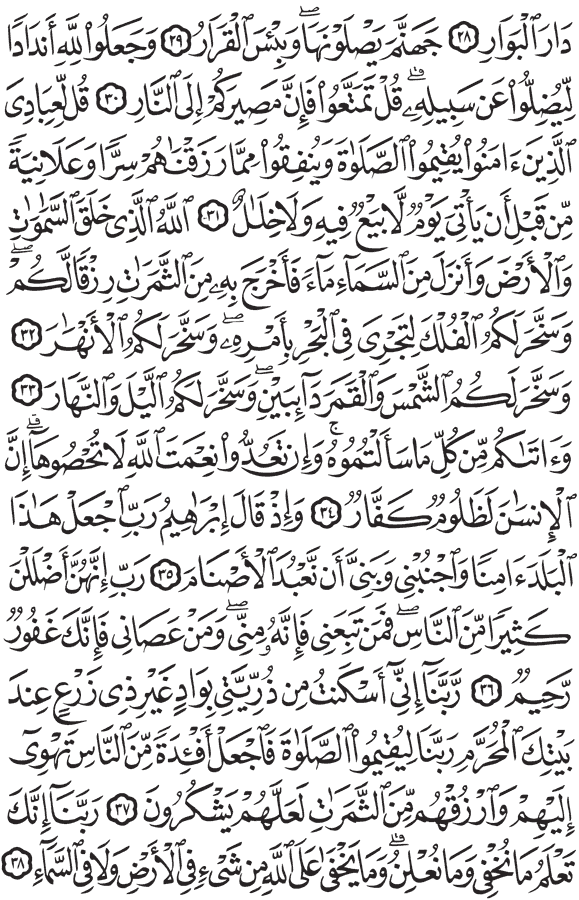 دَارَ ٱلْبَوَارِ ٢٨ جَهَنَّمَ يَصْلَوْنَهَا ۖ وَبِئْسَ ٱلْقَرَارُ ٢٩ وَجَعَلُوا۟ لِلَّهِ أَندَادًا
لِّيُضِلُّوا۟ عَن سَبِيلِهِۦ ۗ قُلْ تَمَتَّعُوا۟ فَإِنَّ مَصِيرَكُمْ إِلَى ٱلنَّارِ ٣٠ قُل لِّعِبَادِىَ
ٱلَّذِينَ ءَامَنُوا۟ يُقِيمُوا۟ ٱلصَّلَوٰةَ وَيُنفِقُوا۟ مِمَّا رَزَقْنَٰهُمْ سِرًّا وَعَلَانِيَةً
مِّن قَبْلِ أَن يَأْتِىَ يَوْمٌ لَّا بَيْعٌ فِيهِ وَلَا خِلَٰلٌ ٣١ ٱللَّهُ ٱلَّذِى خَلَقَ ٱلسَّمَٰوَٰتِ
وَٱلْأَرْضَ وَأَنزَلَ مِنَ ٱلسَّمَآءِ مَآءً فَأَخْرَجَ بِهِۦ مِنَ ٱلثَّمَرَٰتِ رِزْقًا لَّكُمْ ۖ
وَسَخَّرَ لَكُمُ ٱلْفُلْكَ لِتَجْرِىَ فِى ٱلْبَحْرِ بِأَمْرِهِۦ ۖ وَسَخَّرَ لَكُمُ ٱلْأَنْهَٰرَ ٣٢
وَسَخَّرَ لَكُمُ ٱلشَّمْسَ وَٱلْقَمَرَ دَآئِبَيْنِ ۖ وَسَخَّرَ لَكُمُ ٱلَّيْلَ وَٱلنَّهَارَ ٣٣
وَءَاتَىٰكُم مِّن كُلِّ مَا سَأَلْتُمُوهُ ۚ وَإِن تَعُدُّوا۟ نِعْمَتَ ٱللَّهِ لَا تُحْصُوهَآ ۗ إِنَّ
ٱلْإِنسَٰنَ لَظَلُومٌ كَفَّارٌ ٣٤ وَإِذْ قَالَ إِبْرَٰهِيمُ رَبِّ ٱجْعَلْ هَٰذَا
ٱلْبَلَدَ ءَامِنًا وَٱجْنُبْنِى وَبَنِىَّ أَن نَّعْبُدَ ٱلْأَصْنَامَ ٣٥ رَبِّ إِنَّهُنَّ أَضْلَلْنَ
كَثِيرًا مِّنَ ٱلنَّاسِ ۖ فَمَن تَبِعَنِى فَإِنَّهُۥ مِنِّى ۖ وَمَنْ عَصَانِى فَإِنَّكَ غَفُورٌ
رَّحِيمٌ ٣٦ رَّبَّنَآ إِنِّىٓ أَسْكَنتُ مِن ذُرِّيَّتِى بِوَادٍ غَيْرِ ذِى زَرْعٍ عِندَ
بَيْتِكَ ٱلْمُحَرَّمِ رَبَّنَا لِيُقِيمُوا۟ ٱلصَّلَوٰةَ فَٱجْعَلْ أَفْـِٔدَةً مِّنَ ٱلنَّاسِ تَهْوِىٓ
إِلَيْهِمْ وَٱرْزُقْهُم مِّنَ ٱلثَّمَرَٰتِ لَعَلَّهُمْ يَشْكُرُونَ ٣٧ رَبَّنَآ إِنَّكَ
تَعْلَمُ مَا نُخْفِى وَمَا نُعْلِنُ ۗ وَمَا يَخْفَىٰ عَلَى ٱللَّهِ مِن شَىْءٍ فِى ٱلْأَرْضِ وَلَا فِى ٱلسَّمَآءِ ٣٨